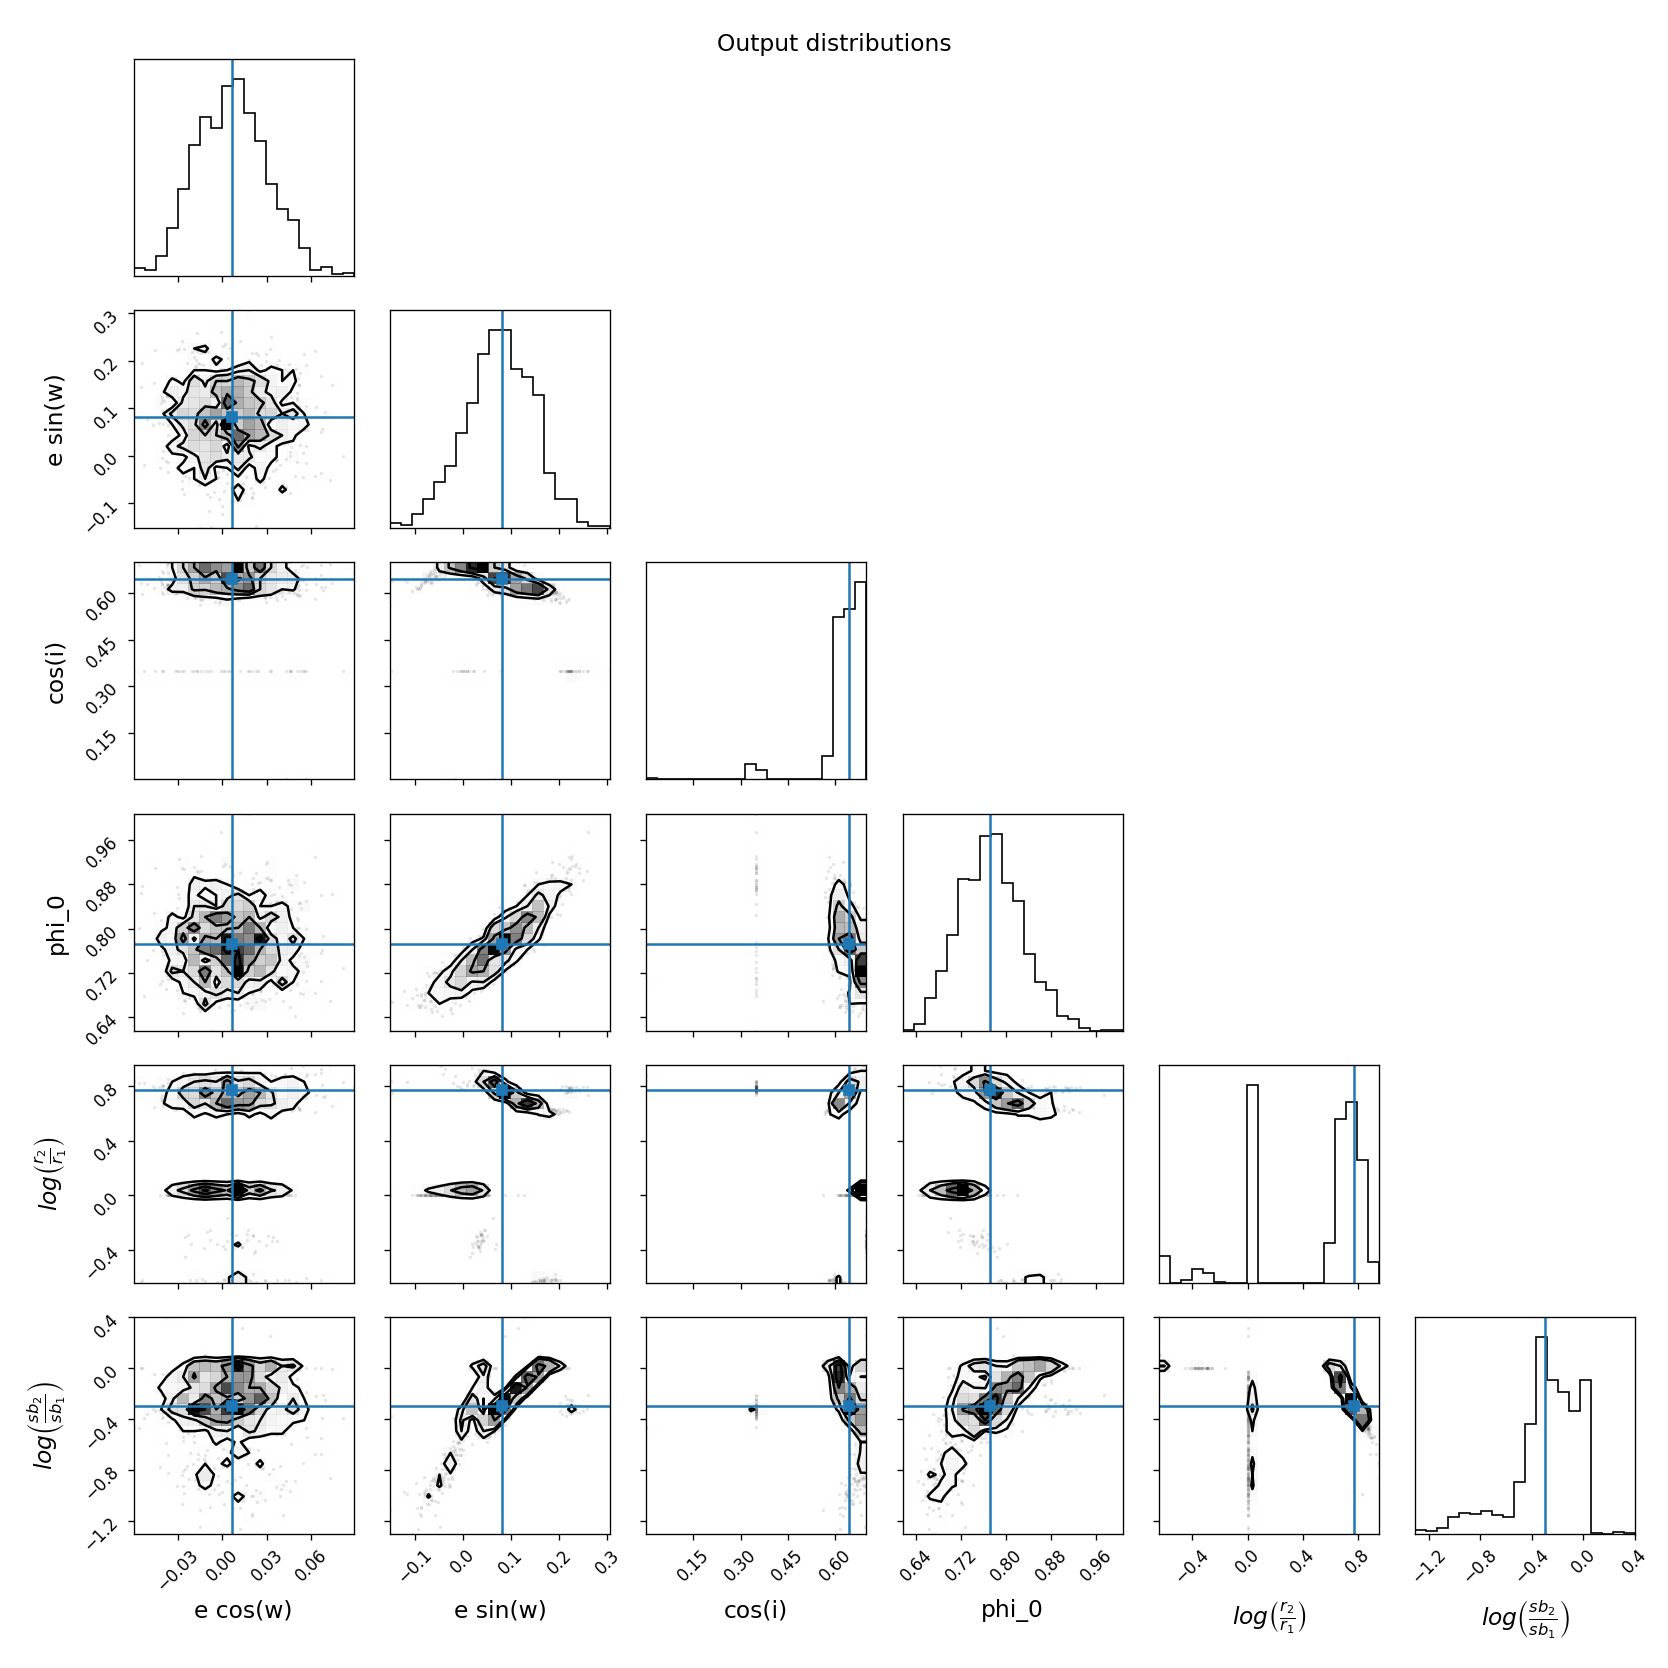 Output distributions
e sin(w)
0.3
0.2
0.1
0.0
−0.1
cos(i)
0.60
0.45
0.30
0.15
phi_0
0.96
0.88
0.80
0.72
0.64
log(r₂/r₁)
0.8
0.4
0.0
−0.4
log(sb₂/sb₁)
0.4
0.0
−0.4
−0.8
−1.2
−0.03 0.00 0.03 0.06
−0.1 0.0 0.1 0.2 0.3
0.15 0.30 0.45 0.60
0.64 0.72 0.80 0.88 0.96
−0.4 0.0 0.4 0.8
−1.2 −0.8 −0.4 0.0 0.4
e cos(w)
e sin(w)
cos(i)
phi_0
log(r₂/r₁)
log(sb₂/sb₁)